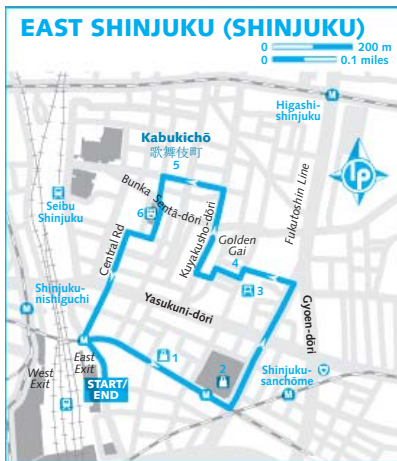 EAST SHINJUKU (SHINJUKU)
0 200 m
0 0.1 miles
Higashi-
shinjuku
M
Kabukichō
歌舞伎町
5
lp
Bunka Sentā-dōri
6
Seibu
Shinjuku
Central Rd
Kuyakusho-dōri
Golden
Gai
4
Fukutoshin Line
3
Shinjuku-
nishiguchi
M
Yasukuni-dōri
Gyoen-dōri
M
East
Exit
1
West
Exit
START/
END
2
M
Shinjuku-
sanchōme
M